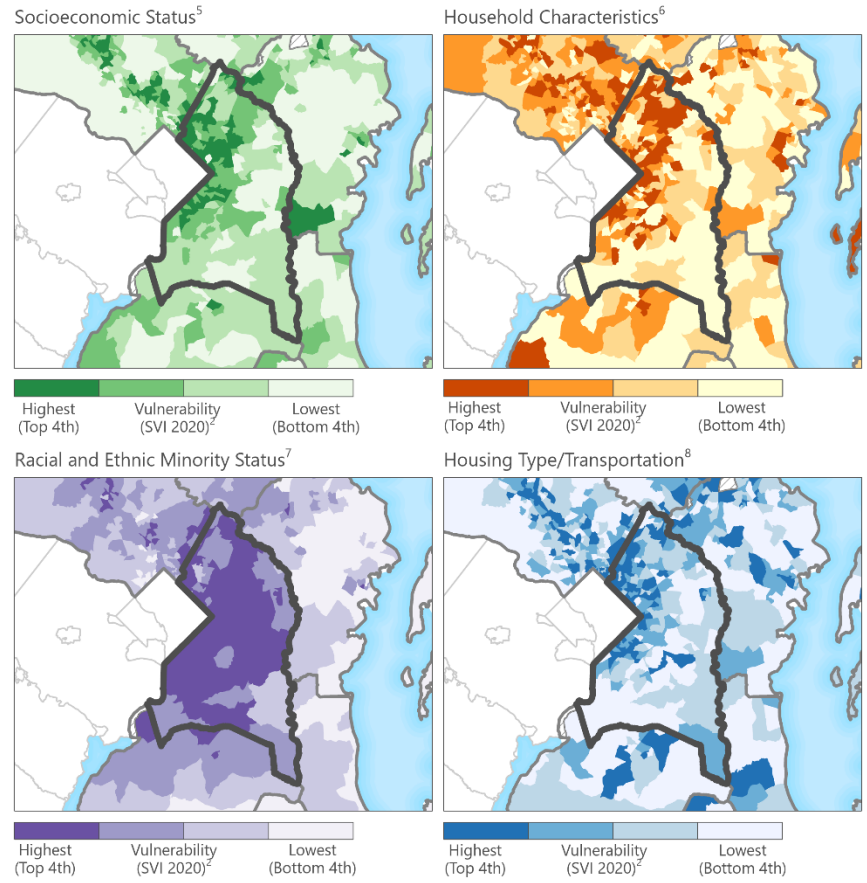 Socioeconomic Status⁵
Household Characteristics⁶
Highest
(Top 4th)
Vulnerability
(SVI 2020)²
Lowest
(Bottom 4th)
Highest
(Top 4th)
Vulnerability
(SVI 2020)²
Lowest
(Bottom 4th)
Racial and Ethnic Minority Status⁷
Housing Type/Transportation⁸
Highest
(Top 4th)
Vulnerability
(SVI 2020)²
Lowest
(Bottom 4th)
Highest
(Top 4th)
Vulnerability
(SVI 2020)²
Lowest
(Bottom 4th)